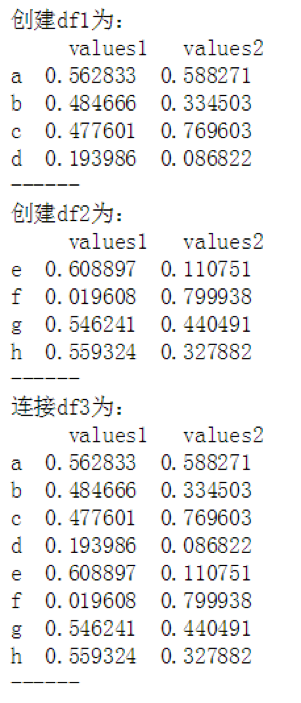 创建df1为：
values1 values2
a 0.562833 0.588271
b 0.484666 0.334503
c 0.477601 0.769603
d 0.193986 0.086822
------
创建df2为：
values1 values2
e 0.608897 0.110751
f 0.019608 0.799938
g 0.546241 0.440491
h 0.559324 0.327882
------
连接df3为：
values1 values2
a 0.562833 0.588271
b 0.484666 0.334503
c 0.477601 0.769603
d 0.193986 0.086822
e 0.608897 0.110751
f 0.019608 0.799938
g 0.546241 0.440491
h 0.559324 0.327882
------